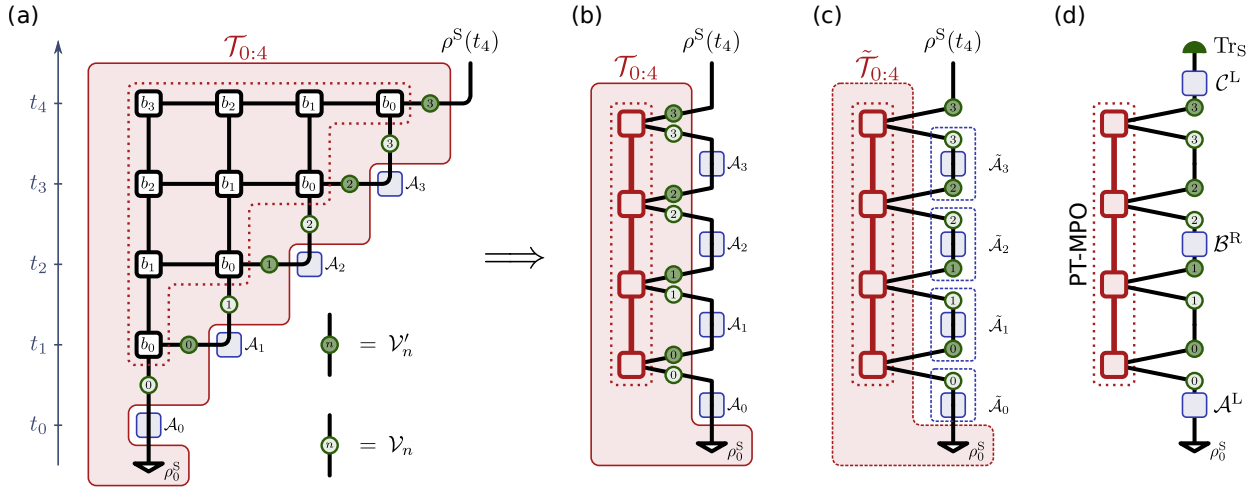 (a)
𝒯₀:₄
ρˢ(t₄)
t₄
b₃ b₂ b₁ b₀ 3
3
t₃
b₂ b₁ b₀ 2 𝒜₃
2
t₂
b₁ b₀ 1 𝒜₂
1
t₁
b₀ 0 𝒜₁
0
t₀
𝒜₀
ρ₀ˢ
n = 𝒱′ₙ
n = 𝒱ₙ
⟹
(b)
ρˢ(t₄)
𝒯₀:₄
3
3
𝒜₃
2
2
𝒜₂
1
1
𝒜₁
0
0
𝒜₀
ρ₀ˢ
(c)
ρˢ(t₄)
𝒯̃₀:₄
3
3
𝒜̃₃
2
2
𝒜̃₂
1
1
𝒜̃₁
0
0
𝒜̃₀
ρ₀ˢ
(d)
Trₛ
𝒞ᴸ
3
3
2
2
PT-MPO
ℬᴿ
1
1
0
0
𝒜ᴸ
ρ₀ˢ